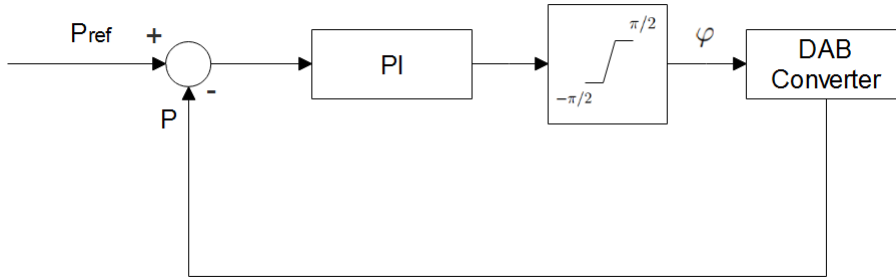 Pref
+
-
P
PI
π/2
−π/2
φ
DAB
Converter